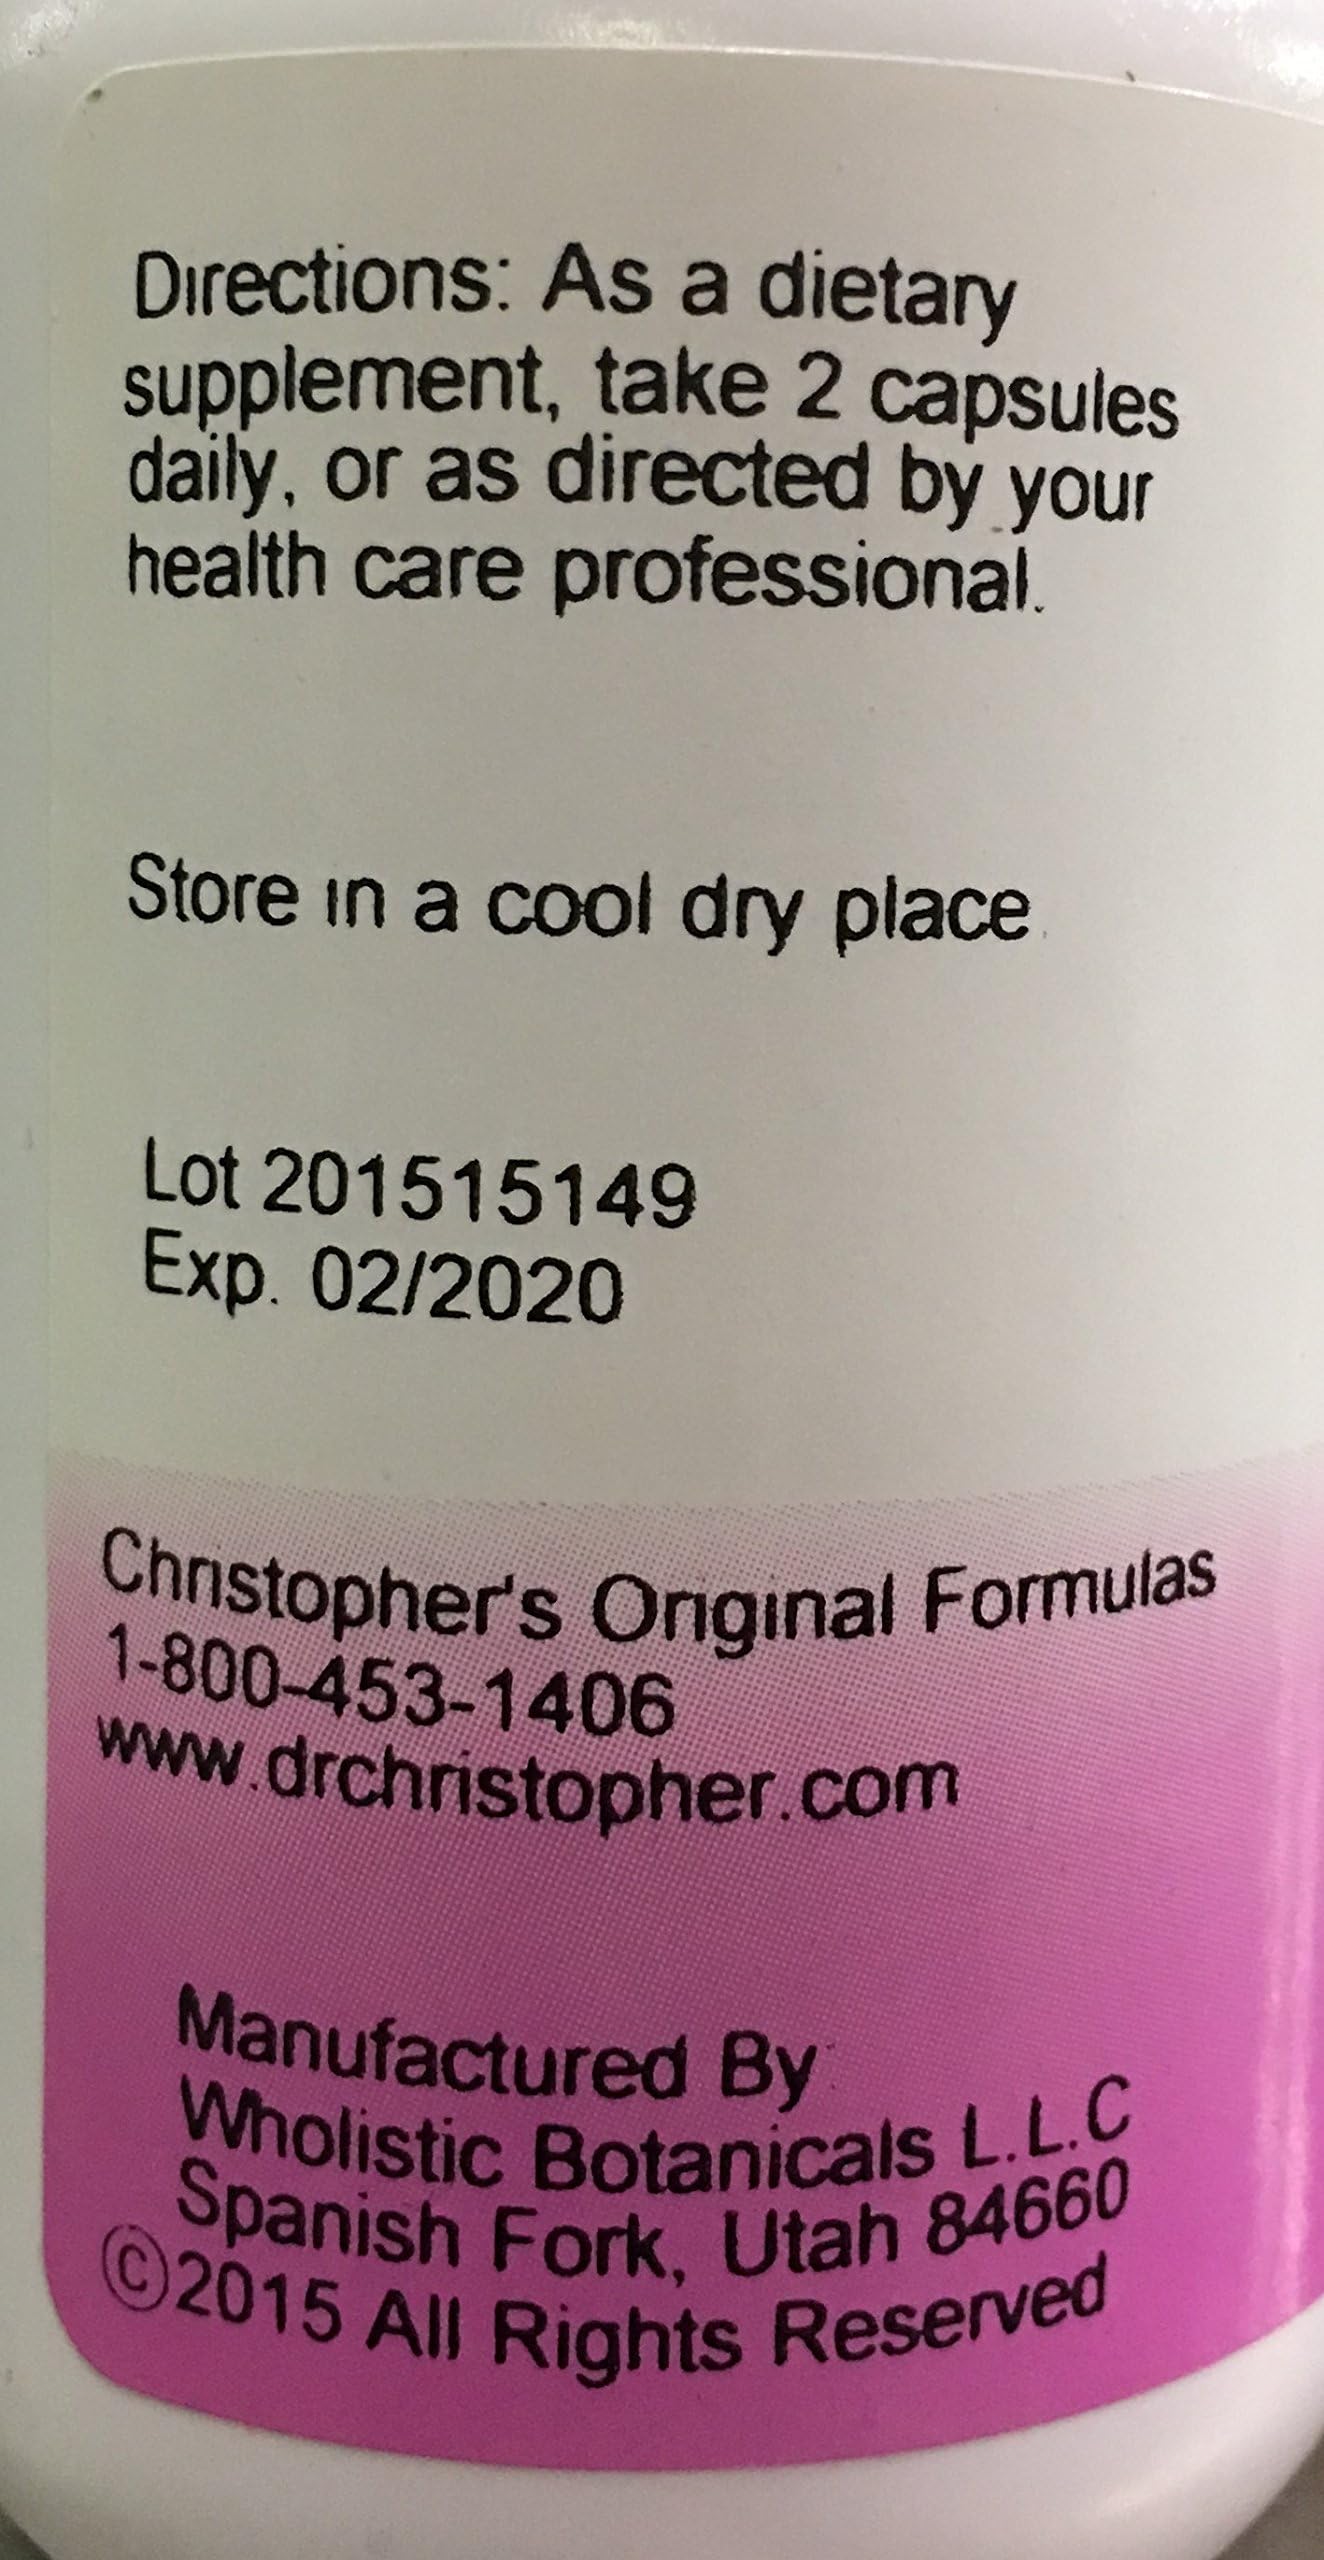 Directions: As a dietary
supplement, take 2 capsules
daily, or as directed by your
health care professional.
Store in a cool dry place.
Lot 201515149
Exp. 02/2020
Christopher's Original Formulas
1-800-453-1406
www.drchristopher.com
Manufactured By:
Wholistic Botanicals L.L.C
Spanish Fork, Utah 84660
©2015 All Rights Reserved